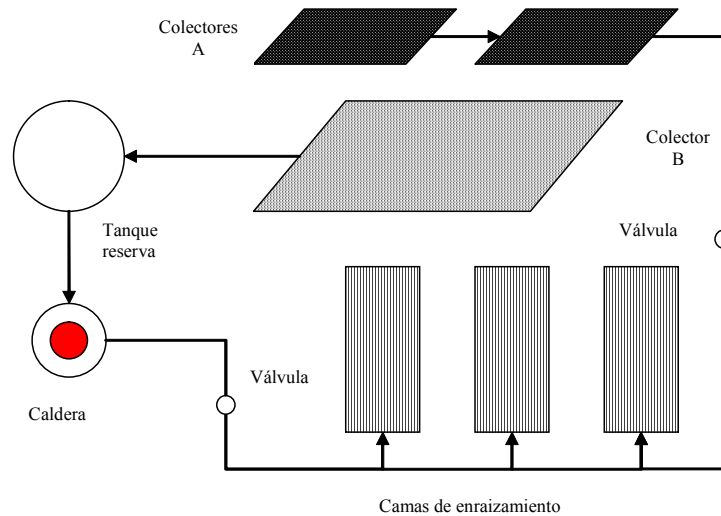 Colectores
A
Colector
B
Tanque
reserva
Válvula
Válvula
Caldera
Camas de enraizamiento